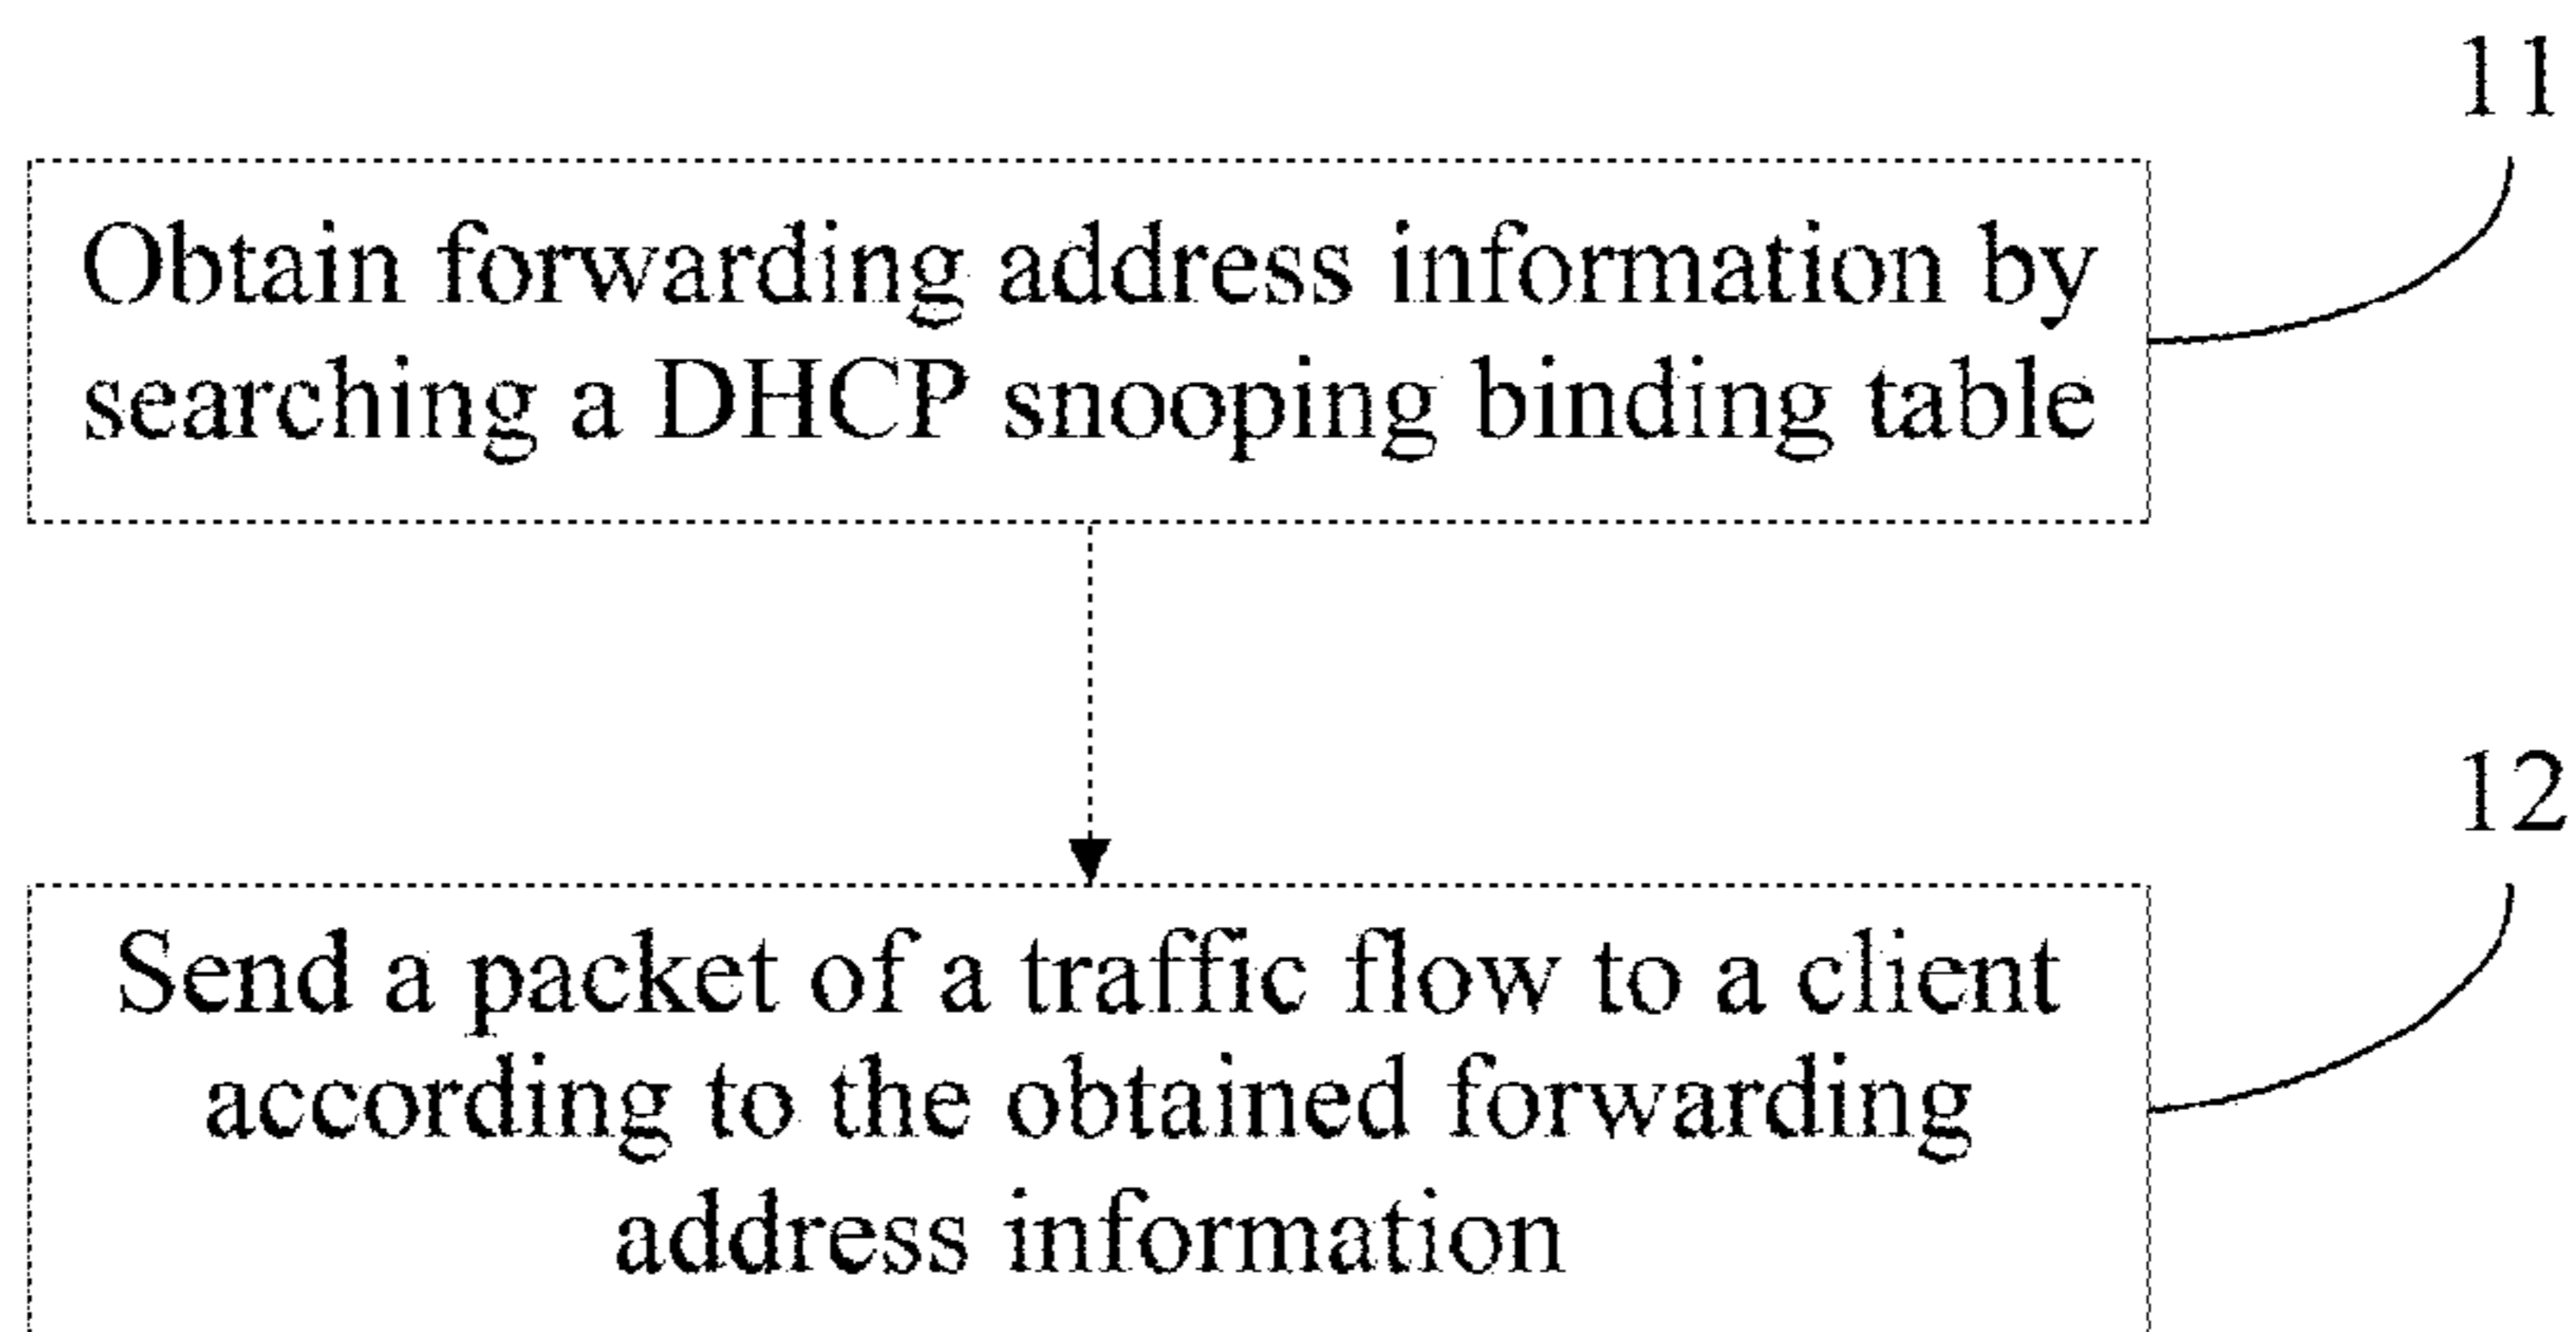 11
Obtain forwarding address information by
searching a DHCP snooping binding table
12
Send a packet of a traffic flow to a client
according to the obtained forwarding
address information